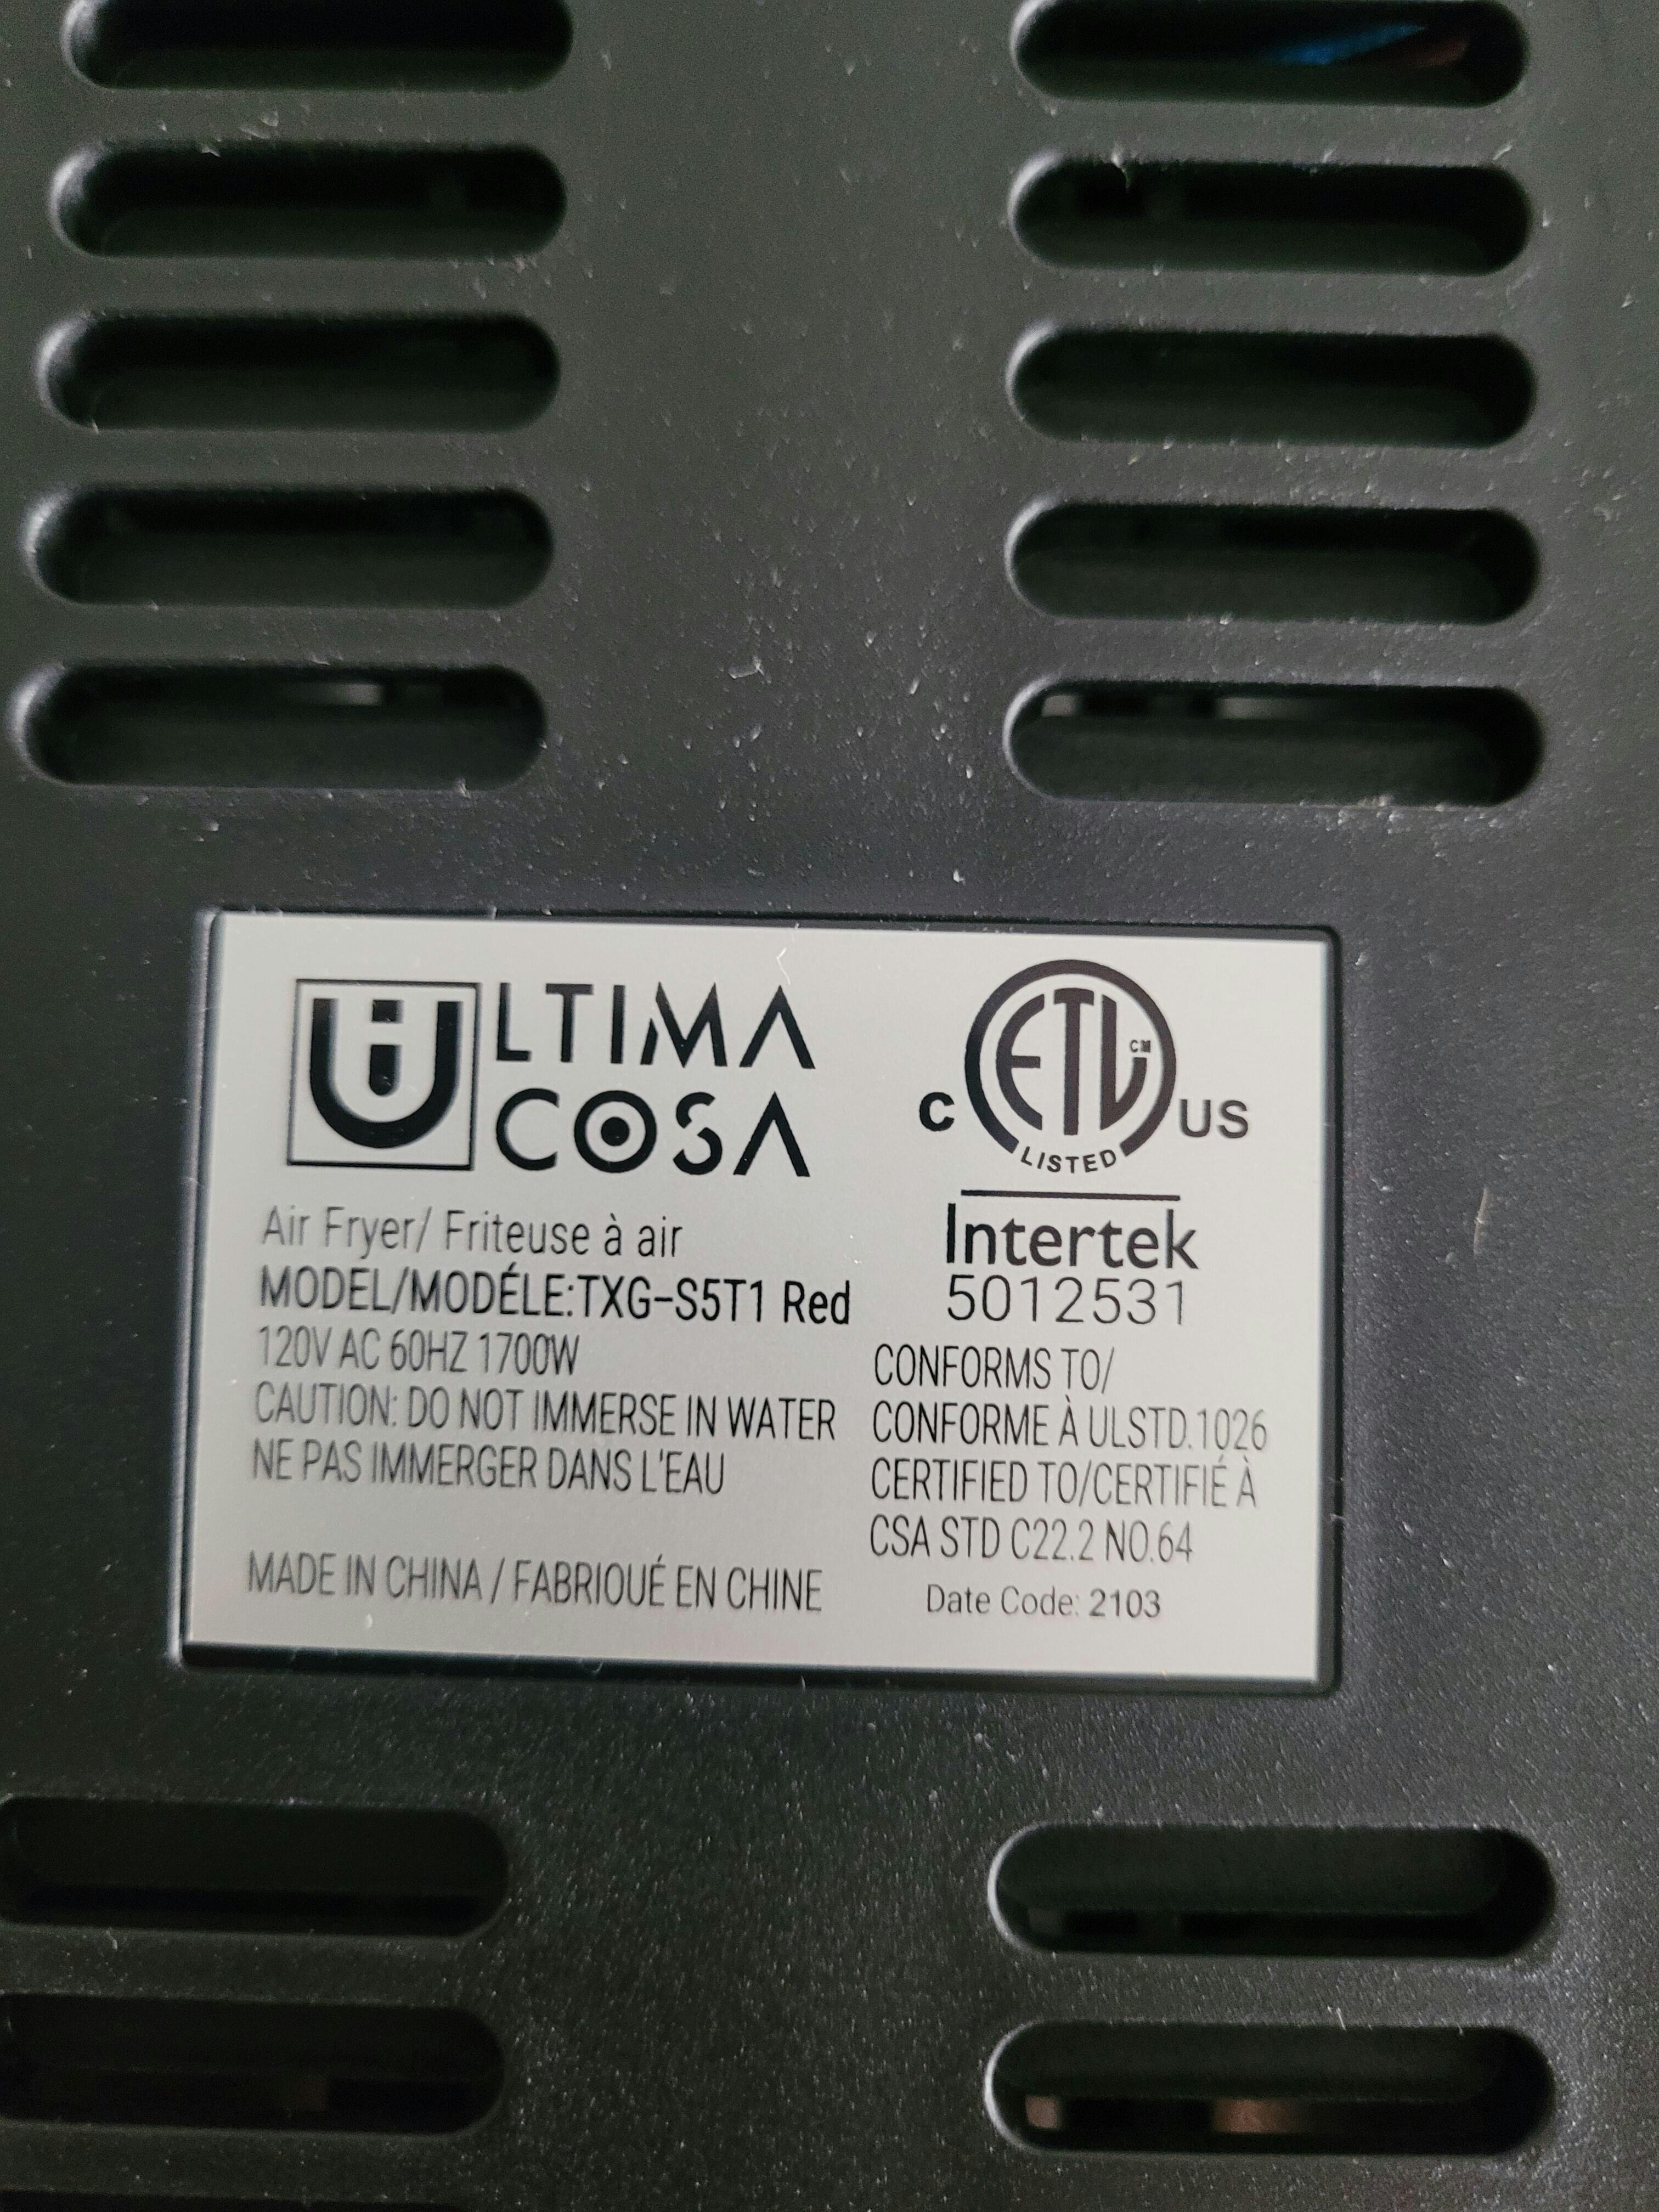 ULTIMA
COSA
Air Fryer/ Friteuse à air
MODEL/MODÉLE:TXG-S5T1 Red
120V AC 60HZ 1700W
CAUTION: DO NOT IMMERSE IN WATER
NE PAS IMMERGER DANS L'EAU
MADE IN CHINA / FABRIOUÉ EN CHINE
C ETL CM US
LISTED
Intertek
5012531
CONFORMS TO/
CONFORME À ULSTD.1026
CERTIFIED TO/CERTIFIÉ À
CSA STD C22.2 NO.64
Date Code: 2103